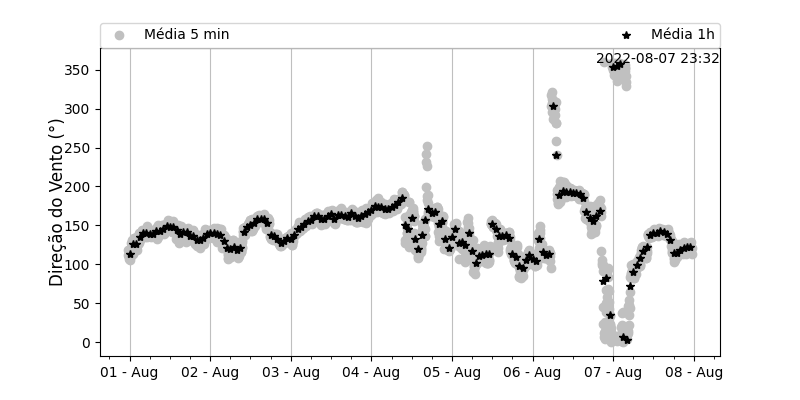 Média 5 min
Média 1h
2022-08-07 23:32
Direção do Vento (°)
350
300
250
200
150
100
50
0
01 - Aug
02 - Aug
03 - Aug
04 - Aug
05 - Aug
06 - Aug
07 - Aug
08 - Aug